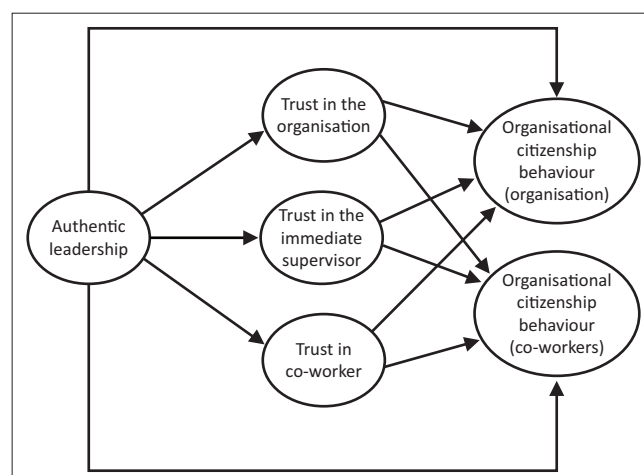 Authentic
leadership
Trust in the
organisation
Trust in the
immediate
supervisor
Trust in
co-worker
Organisational
citizenship
behaviour
(organisation)
Organisational
citizenship
behaviour
(co-workers)